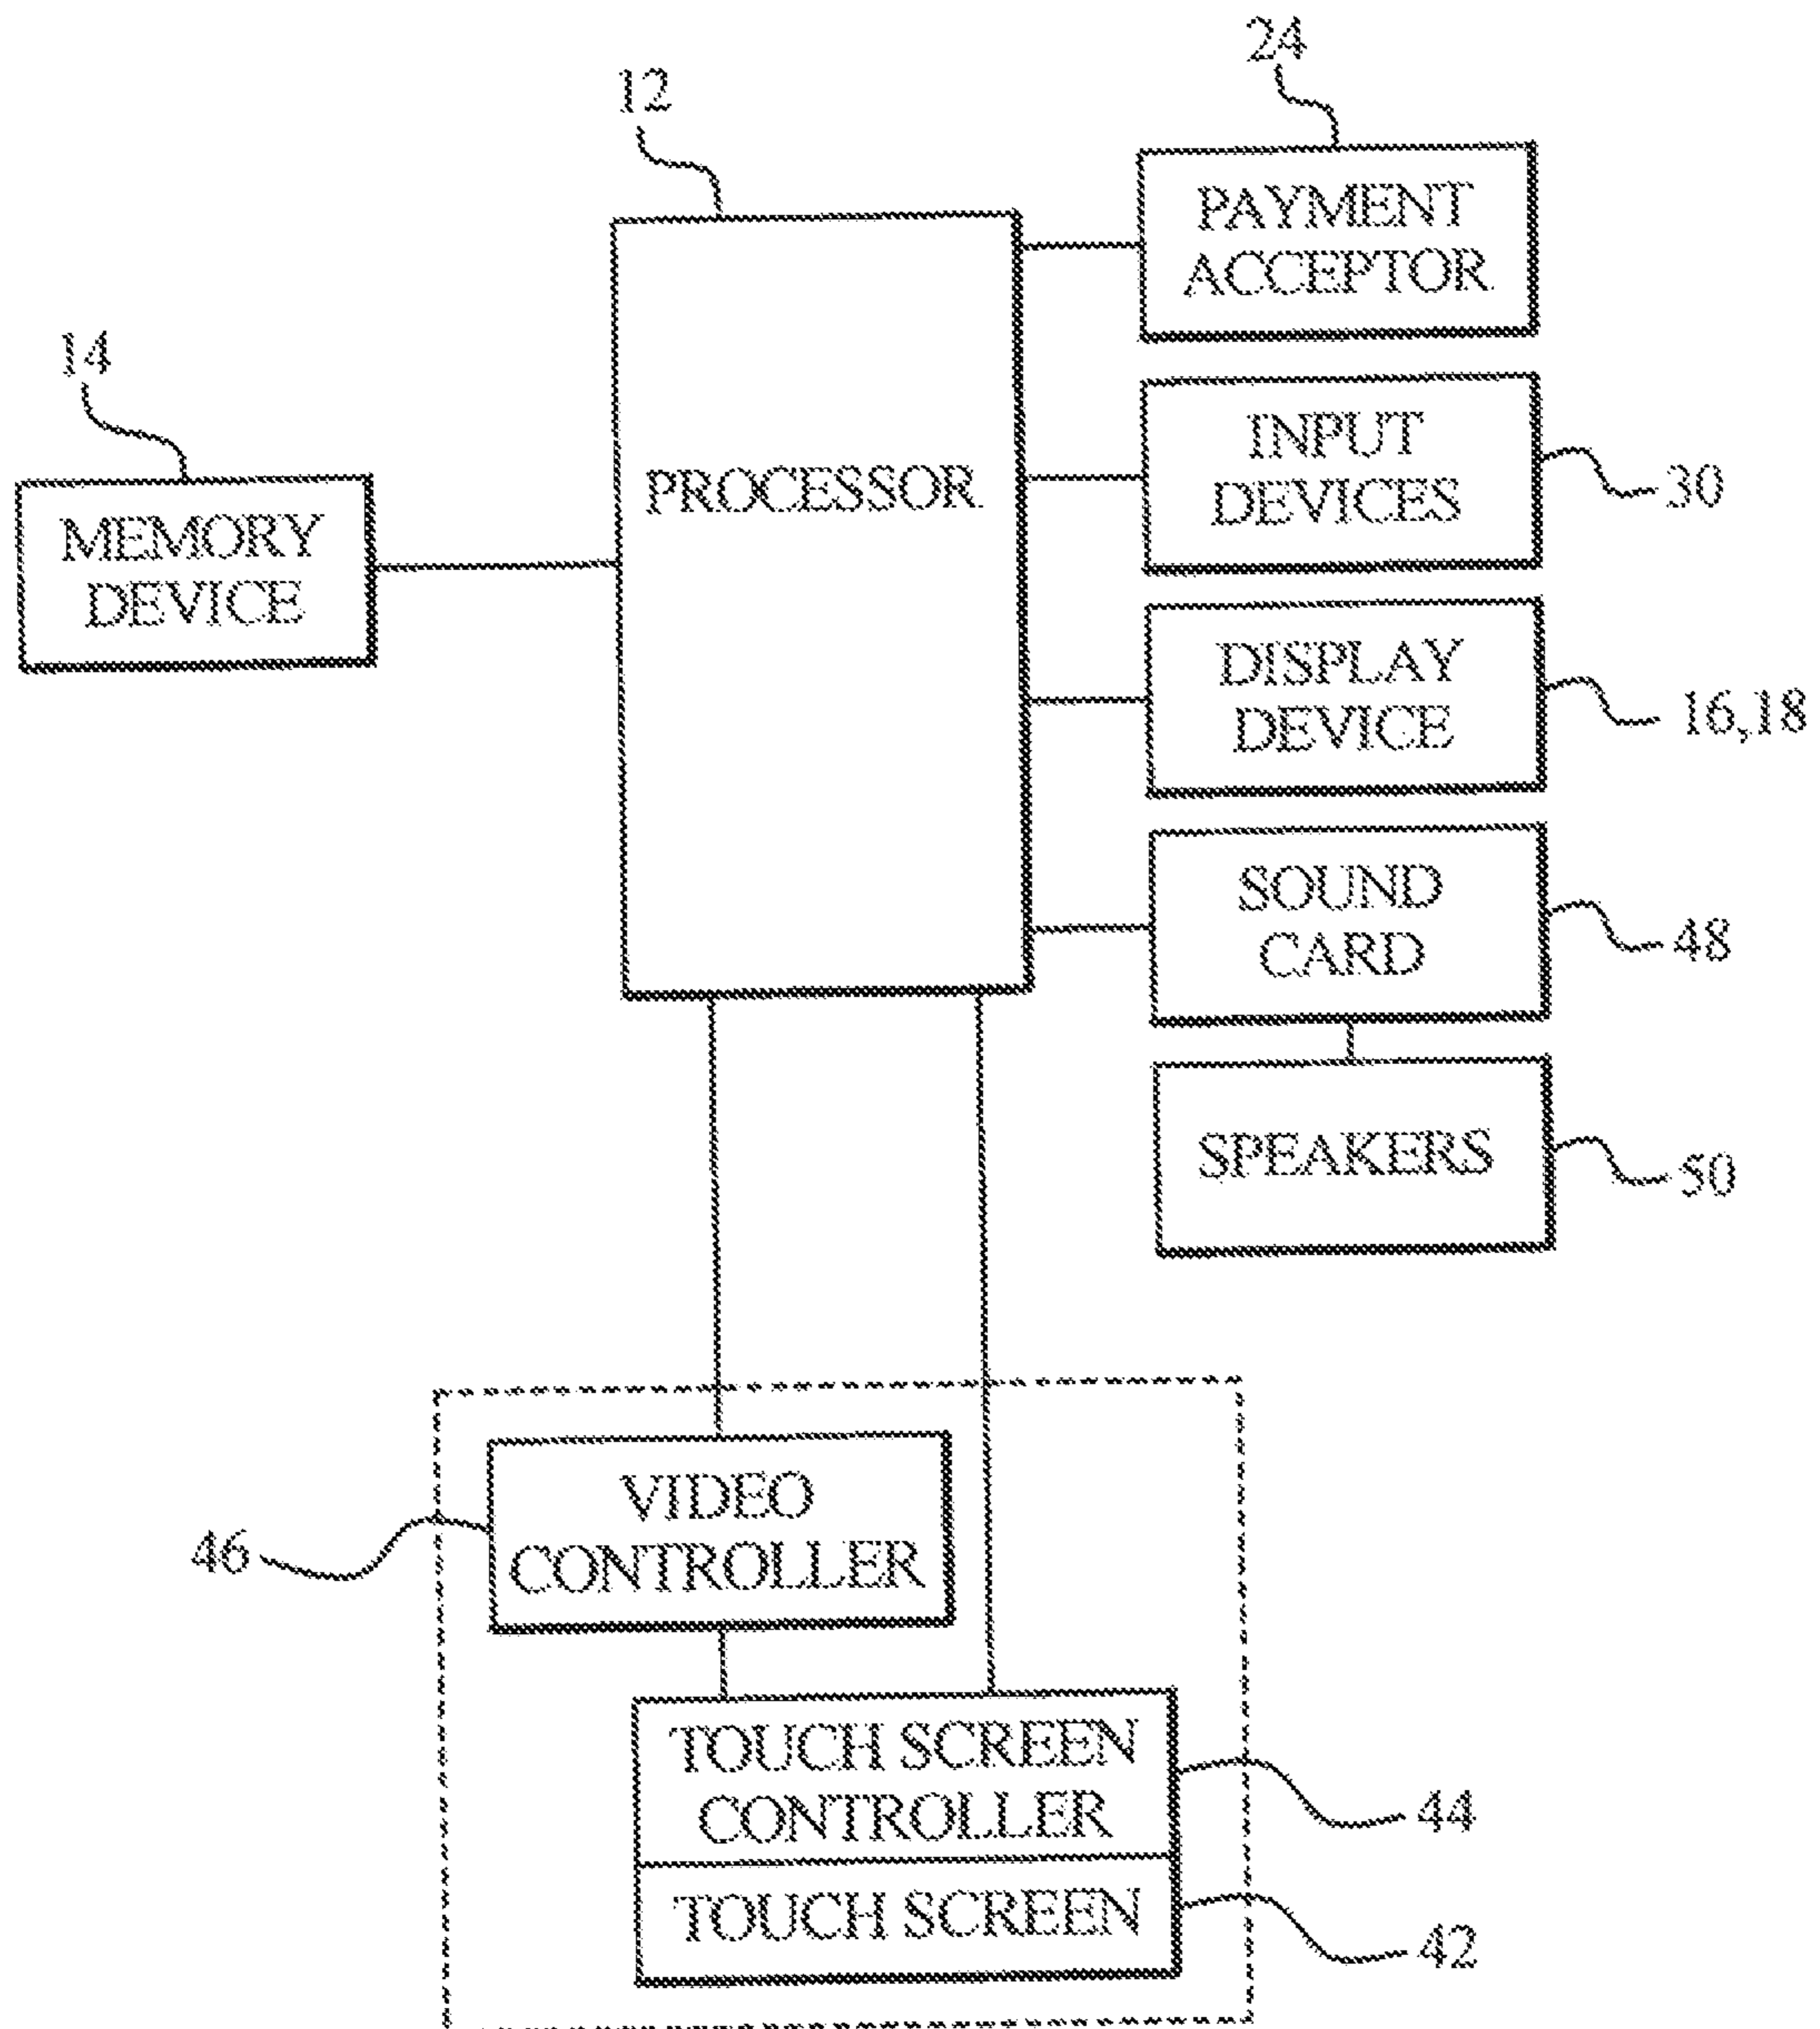 24
12
PAYMENT
ACCEPTOR
14
INPUT
DEVICES
30
PROCESSOR
MEMORY
DEVICE
DISPLAY
DEVICE
16,18
SOUND
CARD
48
SPEAKERS
50
VIDEO
CONTROLLER
46
TOUCH SCREEN
CONTROLLER
44
TOUCH SCREEN
42